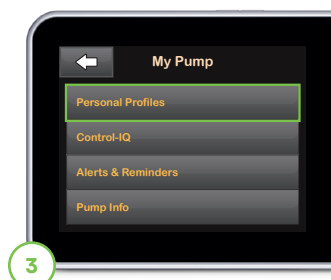 My Pump
Personal Profiles
Control-IQ
Alerts & Reminders
Pump Info
3